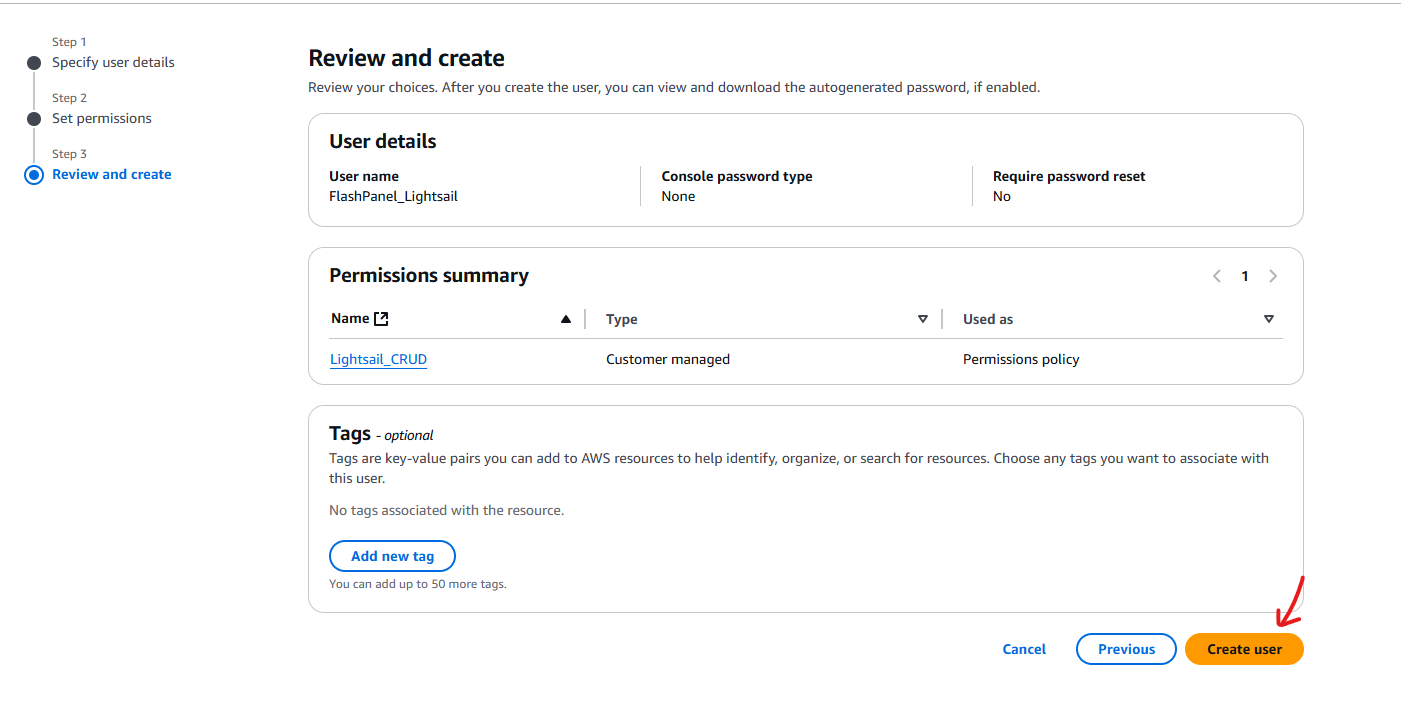 Step 1
Specify user details
Step 2
Set permissions
Step 3
Review and create
Review and create
Review your choices. After you create the user, you can view and download the autogenerated password, if enabled.
User details
User name
FlashPanel_Lightsail
Console password type
None
Require password reset
No
Permissions summary
1
Name
Type
Used as
Lightsail_CRUD
Customer managed
Permissions policy
Tags - optional
Tags are key-value pairs you can add to AWS resources to help identify, organize, or search for resources. Choose any tags you want to associate with
this user.
No tags associated with the resource.
Add new tag
You can add up to 50 more tags.
Cancel
Previous
Create user